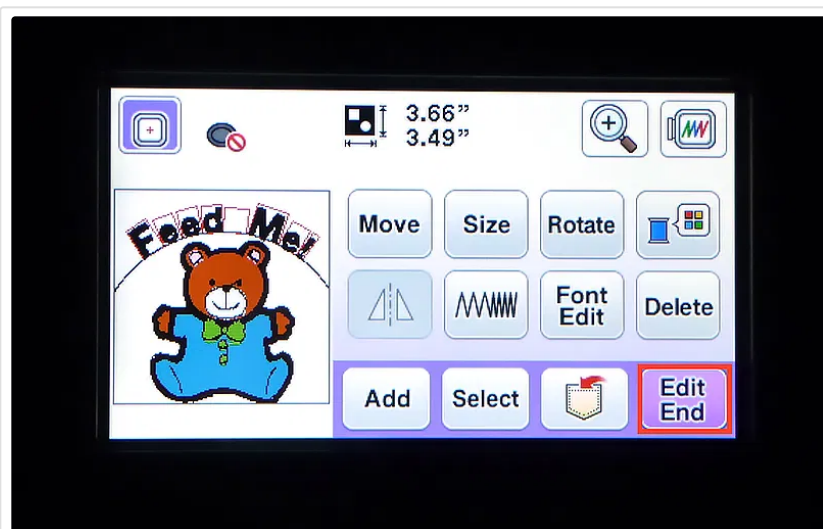 3.66”
3.49”
Feed Me!
Move
Size
Rotate
Font
Edit
Delete
Add
Select
Edit
End